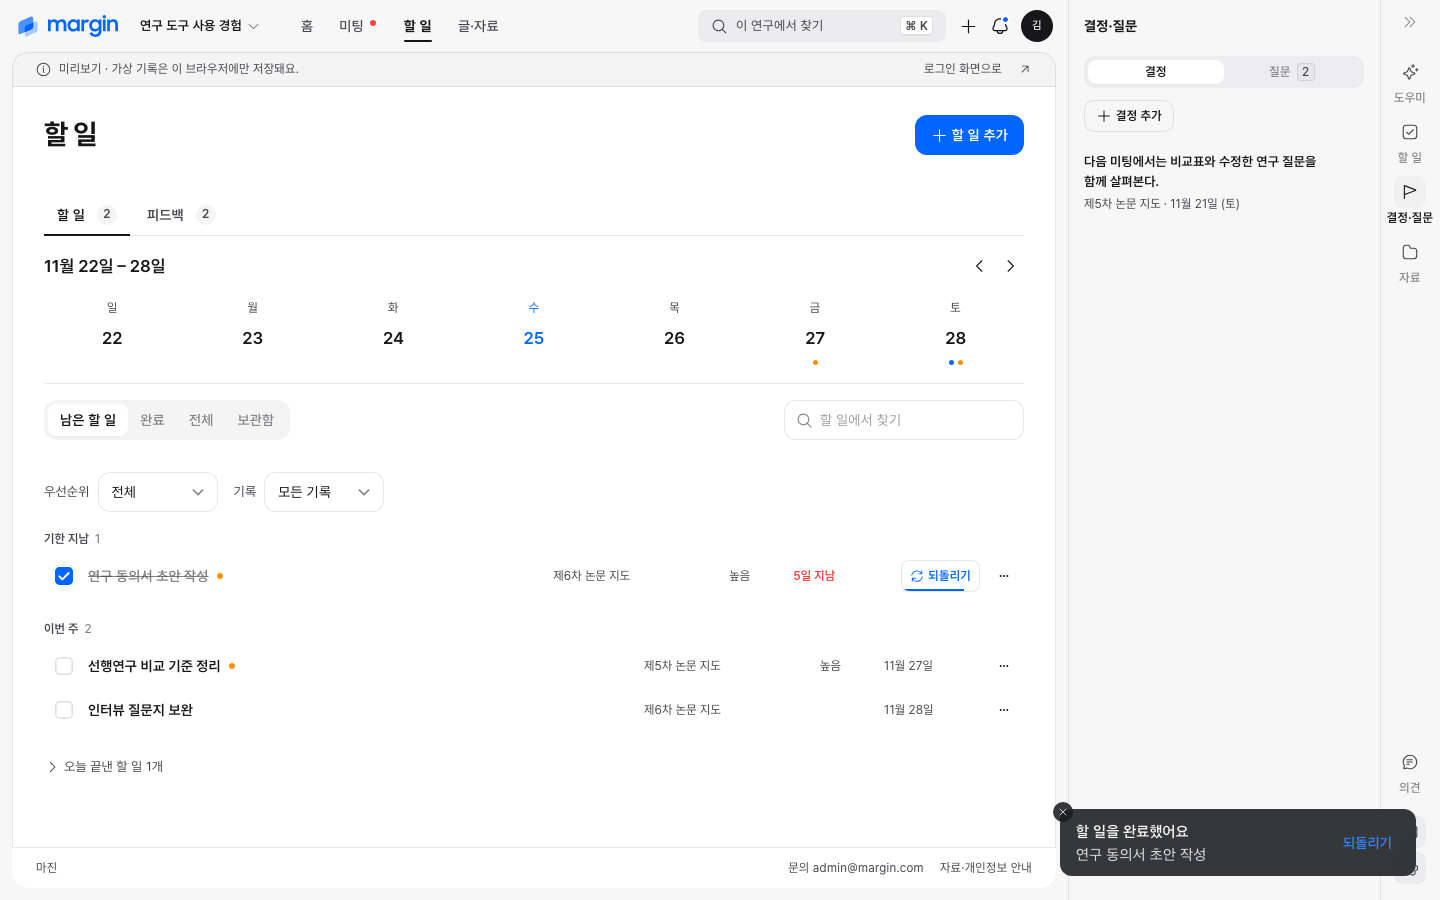 margin
연구 도구 사용 경험
홈
미팅
할 일
글·자료
이 연구에서 찾기
⌘ K
김
미리보기 · 가상 기록은 이 브라우저에만 저장돼요.
로그인 화면으로
할 일
할 일 추가
할 일 2
피드백 2
11월 22일 – 28일
일 월 화 수 목 금 토
22 23 24 25 26 27 28
남은 할 일
완료
전체
보관함
할 일에서 찾기
우선순위
전체
기록
모든 기록
기한 지남 1
연구 동의서 초안 작성
제6차 논문 지도
높음
5일 지남
되돌리기
이번 주 2
선행연구 비교 기준 정리
제5차 논문 지도
높음
11월 27일
인터뷰 질문지 보완
제6차 논문 지도
11월 28일
오늘 끝낸 할 일 1개
마진
문의 admin@margin.com
자료·개인정보 안내
결정·질문
결정
질문 2
결정 추가
다음 미팅에서는 비교표와 수정한 연구 질문을
함께 살펴본다.
제5차 논문 지도 · 11월 21일 (토)
도우미
할 일
결정·질문
자료
의견
할 일을 완료했어요
연구 동의서 초안 작성
되돌리기